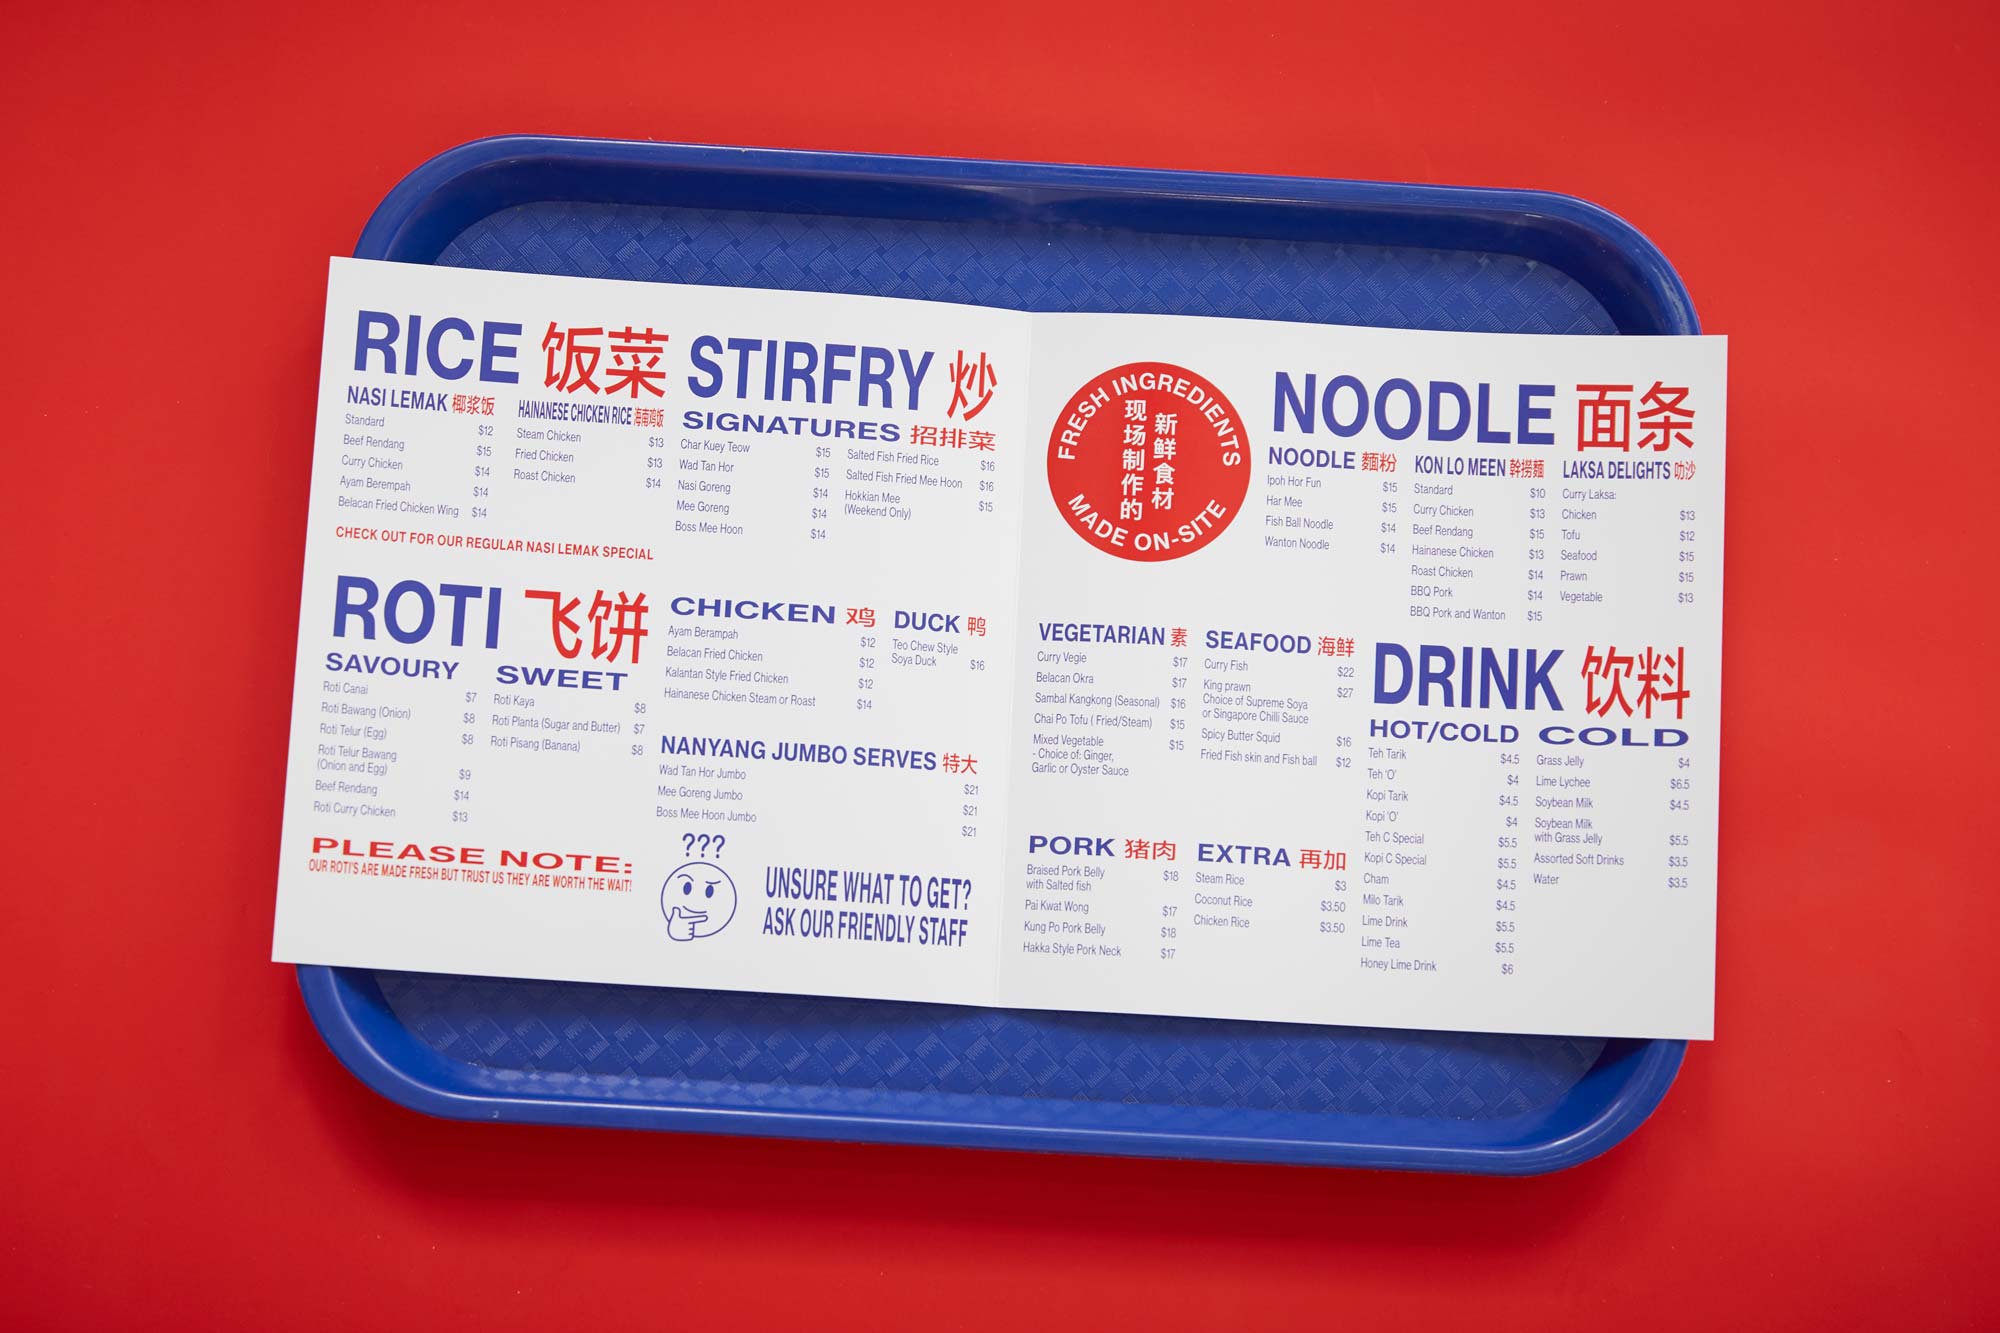 RICE 饭菜
NASI LEMAK 椰浆饭
Standard $12
Beef Rendang $15
Curry Chicken $14
Ayam Berempah $14
Belacan Fried Chicken Wing $14
HAINANESE CHICKEN RICE 海南鸡饭
Steam Chicken $13
Fried Chicken $13
Roast Chicken $14
CHECK OUT FOR OUR REGULAR NASI LEMAK SPECIAL
ROTI 飞饼
SAVOURY
Roti Canai $7
Roti Bawang (Onion) $8
Roti Telur (Egg) $8
Roti Telur Bawang
(Onion and Egg) $9
Beef Rendang $14
Roti Curry Chicken $13
SWEET
Roti Kaya $8
Roti Planta (Sugar and Butter) $7
Roti Pisang (Banana) $8
PLEASE NOTE:
OUR ROTI'S ARE MADE FRESH BUT TRUST US THEY ARE WORTH THE WAIT!
STIRFRY 炒
SIGNATURES 招排菜
Char Kuey Teow $15
Wad Tan Hor $15
Nasi Goreng $14
Mee Goreng $14
Boss Mee Hoon $14
Salted Fish Fried Rice $16
Salted Fish Fried Mee Hoon $16
Hokkian Mee $15
(Weekend Only)
CHICKEN 鸡
Ayam Berampah $12
Belacan Fried Chicken $12
Kalantan Style Fried Chicken $12
Hainanese Chicken Steam or Roast $14
DUCK 鸭
Teo Chew Style
Soya Duck $16
NANYANG JUMBO SERVES 特大
Wad Tan Hor Jumbo $21
Mee Goreng Jumbo $21
Boss Mee Hoon Jumbo $21
???
UNSURE WHAT TO GET?
ASK OUR FRIENDLY STAFF
FRESH INGREDIENTS
新鲜食材
现场制作的
MADE ON-SITE
NOODLE 面条
NOODLE 麵粉
Ipoh Hor Fun $15
Har Mee $15
Fish Ball Noodle $14
Wanton Noodle $14
KON LO MEEN 幹撈麵
Standard $10
Curry Chicken $13
Beef Rendang $15
Hainanese Chicken $13
Roast Chicken $14
BBQ Pork $14
BBQ Pork and Wanton $15
LAKSA DELIGHTS 叻沙
Curry Laksa:
Chicken $13
Tofu $12
Seafood $15
Prawn $15
Vegetable $13
VEGETARIAN 素
Curry Vegie $17
Belacan Okra $17
Sambal Kangkong (Seasonal) $16
Chai Po Tofu ( Fried/Steam) $15
Mixed Vegetable $15
- Choice of: Ginger,
Garlic or Oyster Sauce
SEAFOOD 海鲜
Curry Fish $22
King prawn $27
Choice of Supreme Soya
or Singapore Chilli Sauce
Spicy Butter Squid $16
Fried Fish skin and Fish ball $12
PORK 猪肉
Braised Pork Belly $18
with Salted fish
Pai Kwat Wong $17
Kung Po Pork Belly $18
Hakka Style Pork Neck $17
EXTRA 再加
Steam Rice $3
Coconut Rice $3.50
Chicken Rice $3.50
DRINK 饮料
HOT/COLD
Teh Tarik $4.5
Teh 'O' $4
Kopi Tarik $4.5
Kopi 'O' $4
Teh C Special $5.5
Kopi C Special $5.5
Cham $4.5
Milo Tarik $4.5
Lime Drink $5.5
Lime Tea $5.5
Honey Lime Drink $6
COLD
Grass Jelly $4
Lime Lychee $6.5
Soybean Milk $4.5
Soybean Milk
with Grass Jelly $5.5
Assorted Soft Drinks $3.5
Water $3.5